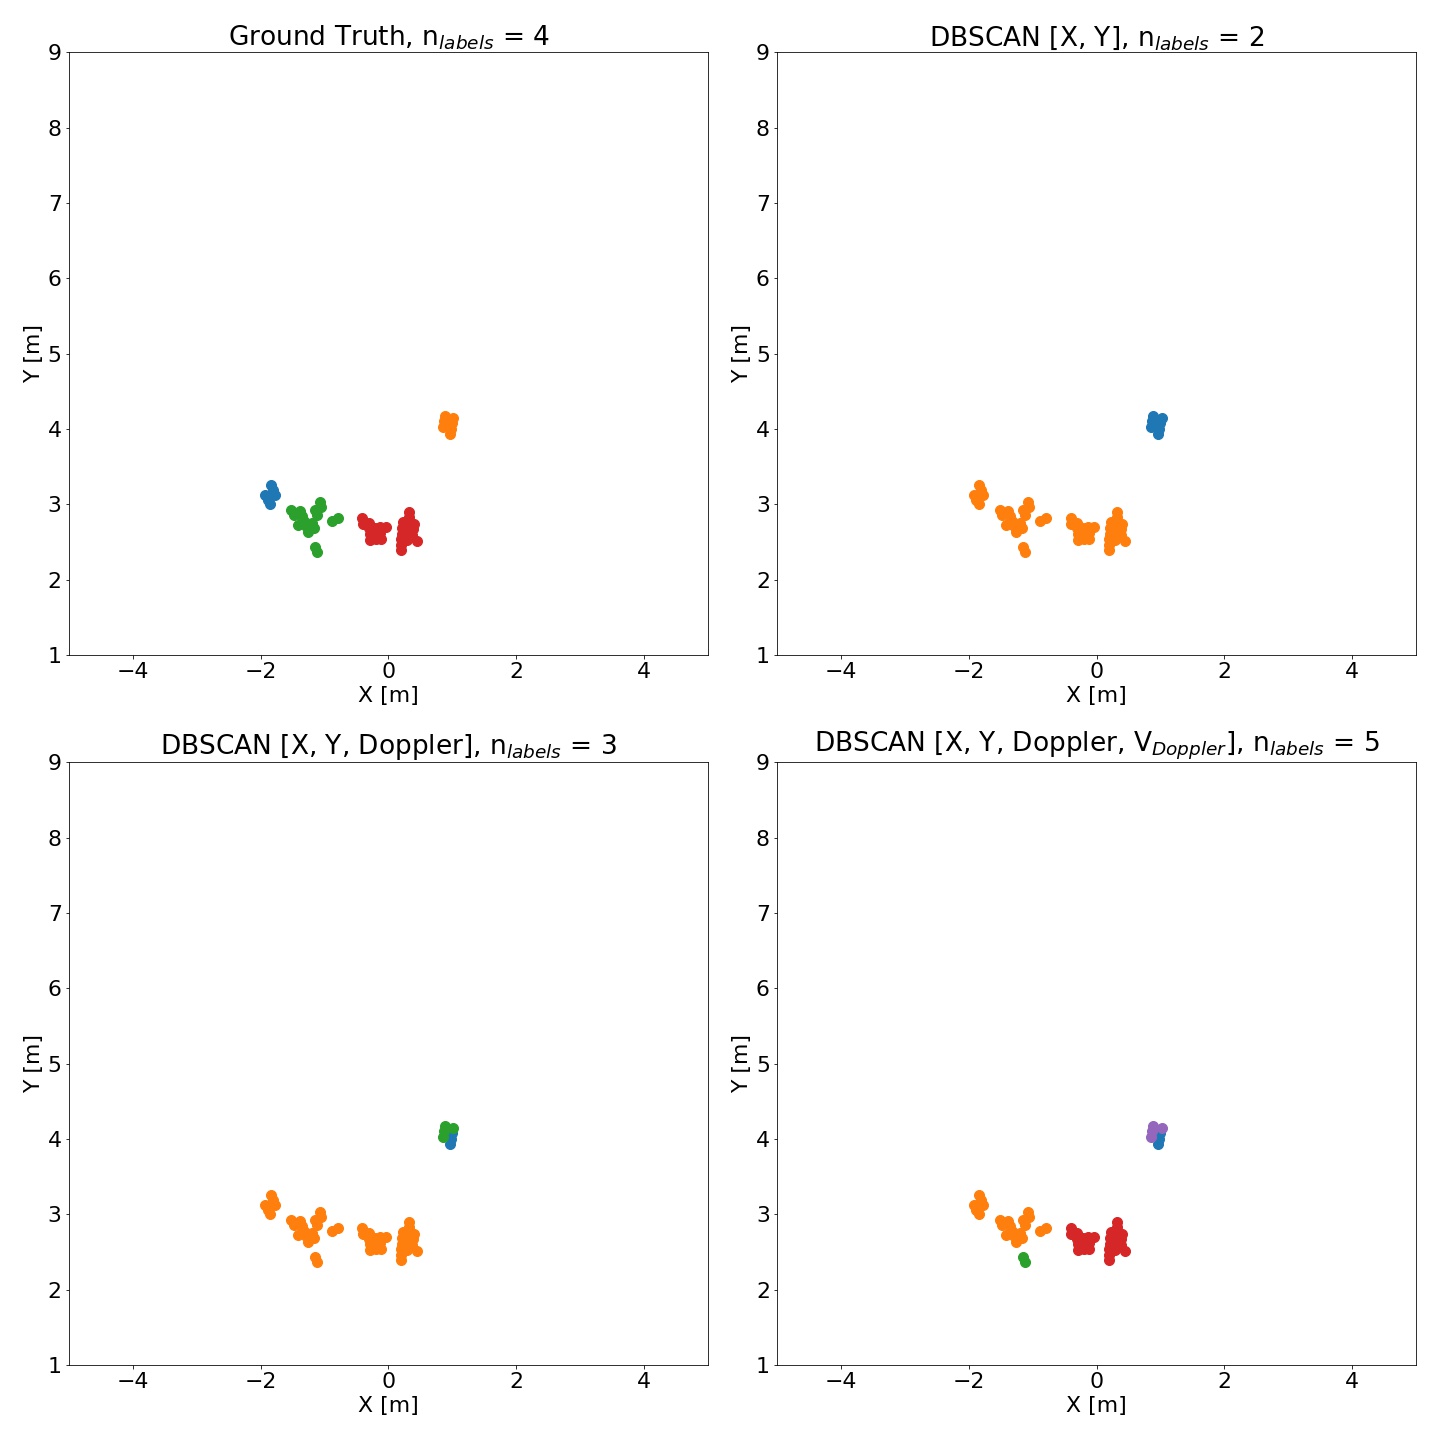 Ground Truth, n_labels = 4
9
8
7
6
5
4
3
2
1
Y [m]
−4 −2 0 2 4
X [m]
DBSCAN [X, Y], n_labels = 2
9
8
7
6
5
4
3
2
1
Y [m]
−4 −2 0 2 4
X [m]
DBSCAN [X, Y, Doppler], n_labels = 3
9
8
7
6
5
4
3
2
1
Y [m]
−4 −2 0 2 4
X [m]
DBSCAN [X, Y, Doppler, V_Doppler], n_labels = 5
9
8
7
6
5
4
3
2
1
Y [m]
−4 −2 0 2 4
X [m]